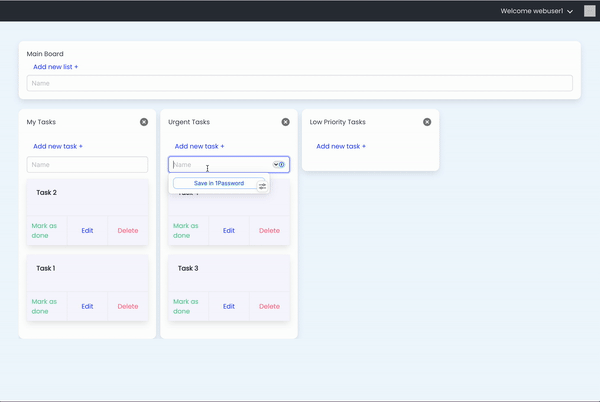 Welcome webuser1
Main Board
Add new list +
Name
My Tasks
Add new task +
Name
Task 2
Mark as
done
Edit
Delete
Task 1
Mark as
done
Edit
Delete
Urgent Tasks
Add new task +
Name
Save in 1Password
Mark as
done
Edit
Delete
Task 3
Mark as
done
Edit
Delete
Low Priority Tasks
Add new task +